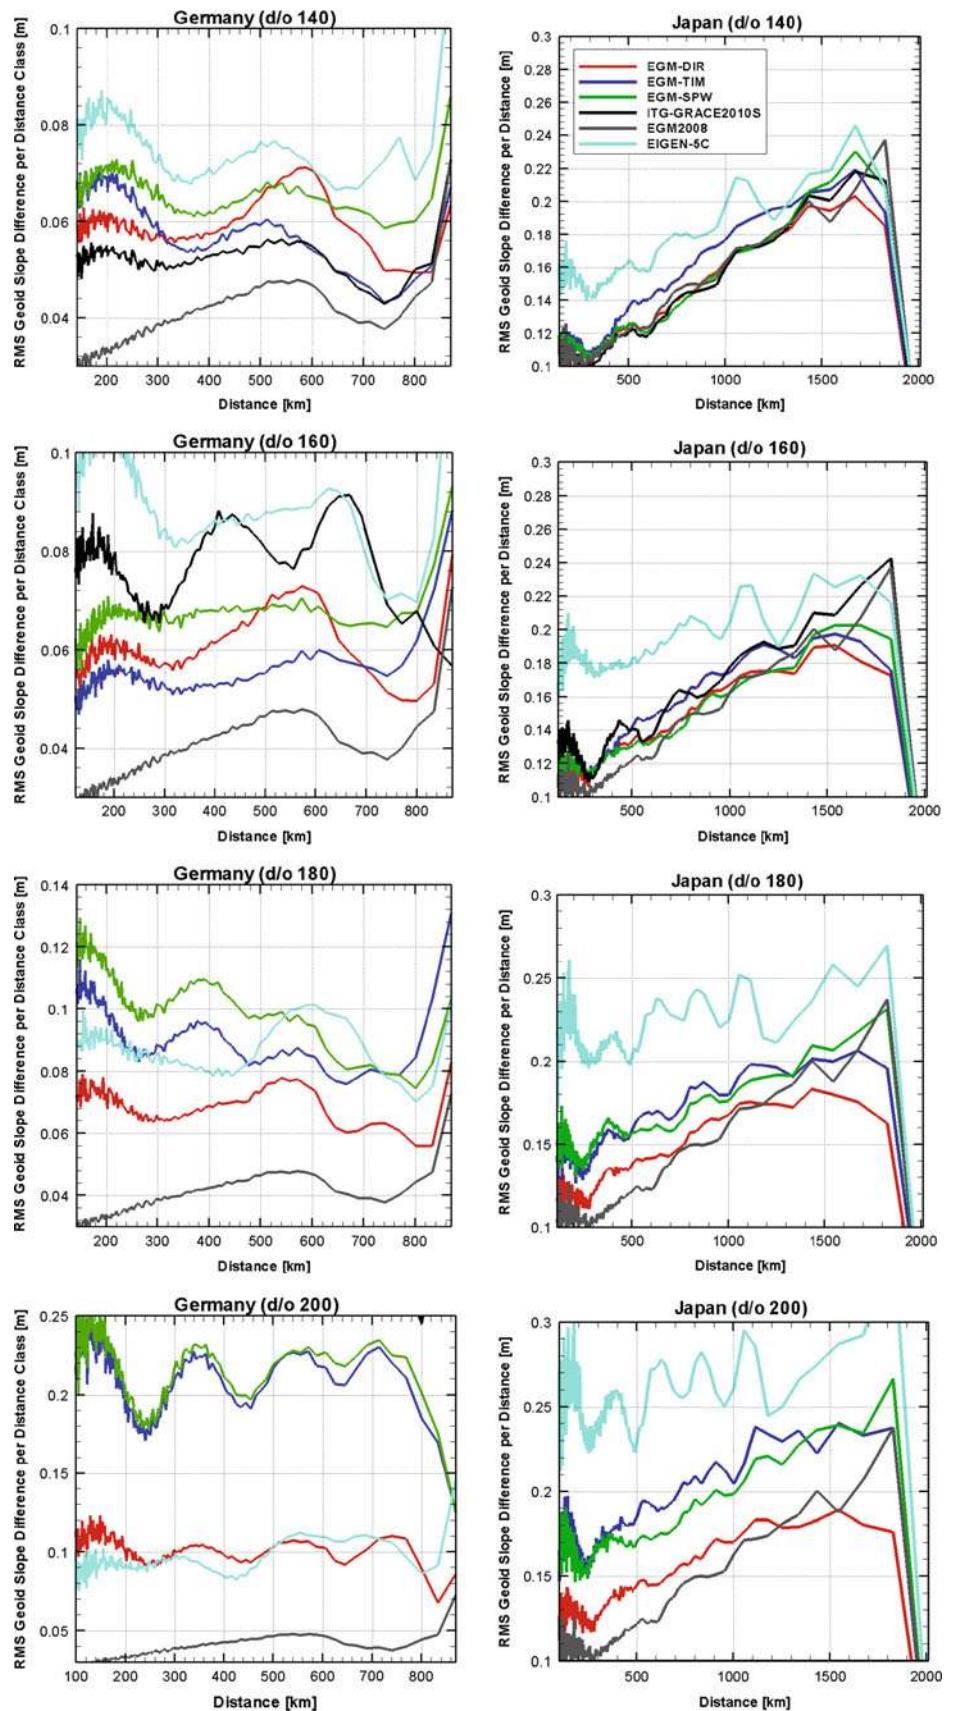 Germany (d/o 140)
RMS Geoid Slope Difference per Distance Class [m]
0.1
0.08
0.06
0.04
200 300 400 500 600 700 800
Distance [km]
Japan (d/o 140)
RMS Geoid Slope Difference per Distance [m]
0.3
0.28
0.26
0.24
0.22
0.2
0.18
0.16
0.14
0.12
0.1
EGM-DIR
EGM-TIM
EGM-SPW
ITG-GRACE2010S
EGM2008
EIGEN-5C
500 1000 1500 2000
Distance [km]
Germany (d/o 160)
RMS Geoid Slope Difference per Distance Class [m]
0.1
0.08
0.06
0.04
200 300 400 500 600 700 800
Distance [km]
Japan (d/o 160)
RMS Geoid Slope Difference per Distance [m]
0.3
0.28
0.26
0.24
0.22
0.2
0.18
0.16
0.14
0.12
0.1
500 1000 1500 2000
Distance [km]
Germany (d/o 180)
RMS Geoid Slope Difference per Distance Class [m]
0.14
0.12
0.1
0.08
0.06
0.04
200 300 400 500 600 700 800
Distance [km]
Japan (d/o 180)
RMS Geoid Slope Difference per Distance [m]
0.3
0.25
0.2
0.15
0.1
500 1000 1500 2000
Distance [km]
Germany (d/o 200)
RMS Geoid Slope Difference per Distance Class [m]
0.25
0.2
0.15
0.1
0.05
100 200 300 400 500 600 700 800
Distance [km]
Japan (d/o 200)
RMS Geoid Slope Difference per Distance [m]
0.3
0.25
0.2
0.15
0.1
500 1000 1500 2000
Distance [km]